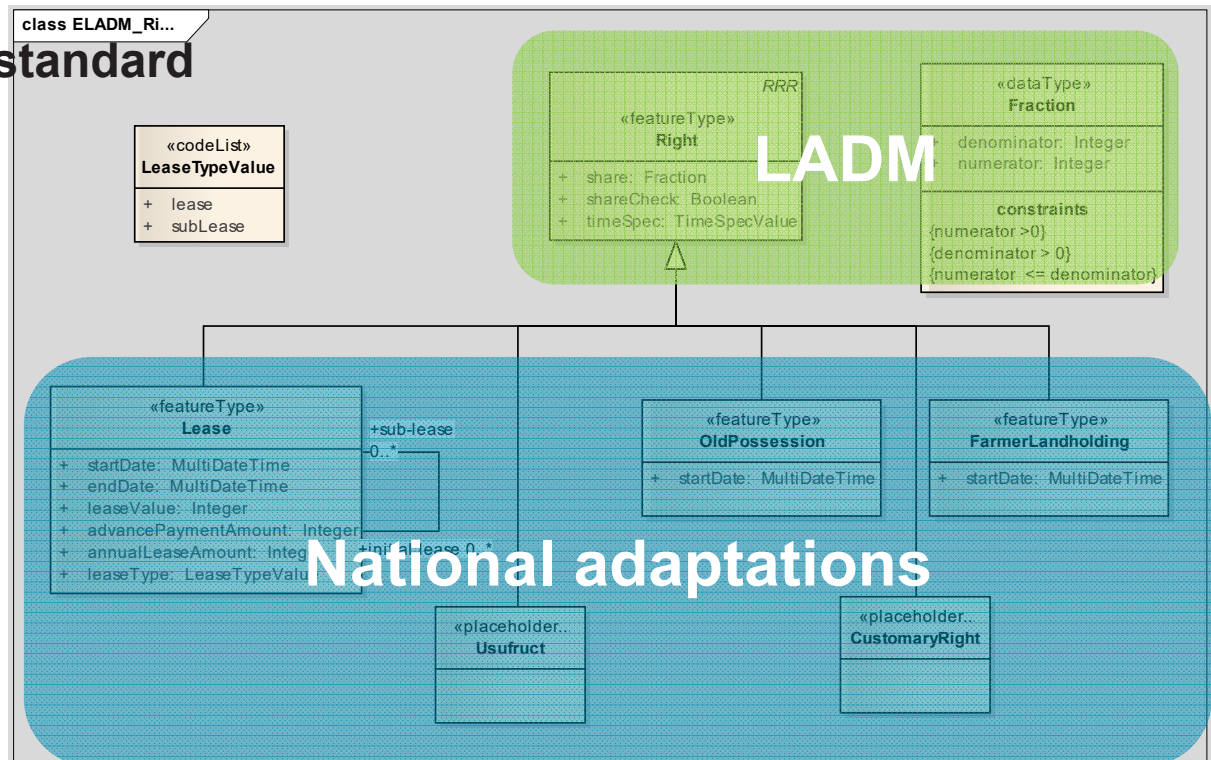 class ELADM_Ri...
standard
«codeList»
LeaseTypeValue
+ lease
+ subLease
RRR
«featureType»
Right
+ share: Fraction
+ shareCheck: Boolean
+ timeSpec: TimeSpecValue
LADM
«dataType»
Fraction
denominator: Integer
+ numerator: Integer
constraints
{numerator >0}
{denominator > 0}
{numerator <= denominator}
«featureType»
Lease
+ startDate: MultiDateTime
+ endDate: MultiDateTime
+ leaseValue: Integer
+ advancePaymentAmount: Integer
+ annualLeaseAmount: Integ
+ leaseType: LeaseTypeValu
+sub-lease
0..*
+initial-lease 0..*
National adaptations
«featureType»
OldPossession
+ startDate: MultiDateTime
«featureType»
FarmerLandholding
+ startDate: MultiDateTime
«placeholder..
Usufruct
«placeholder..
CustomaryRight